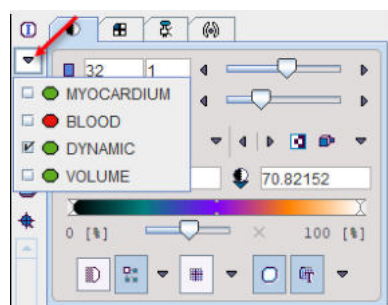 32 1
MYOCARDIUM
BLOOD
DYNAMIC
VOLUME
70.82152
0 [%] 100 [%]